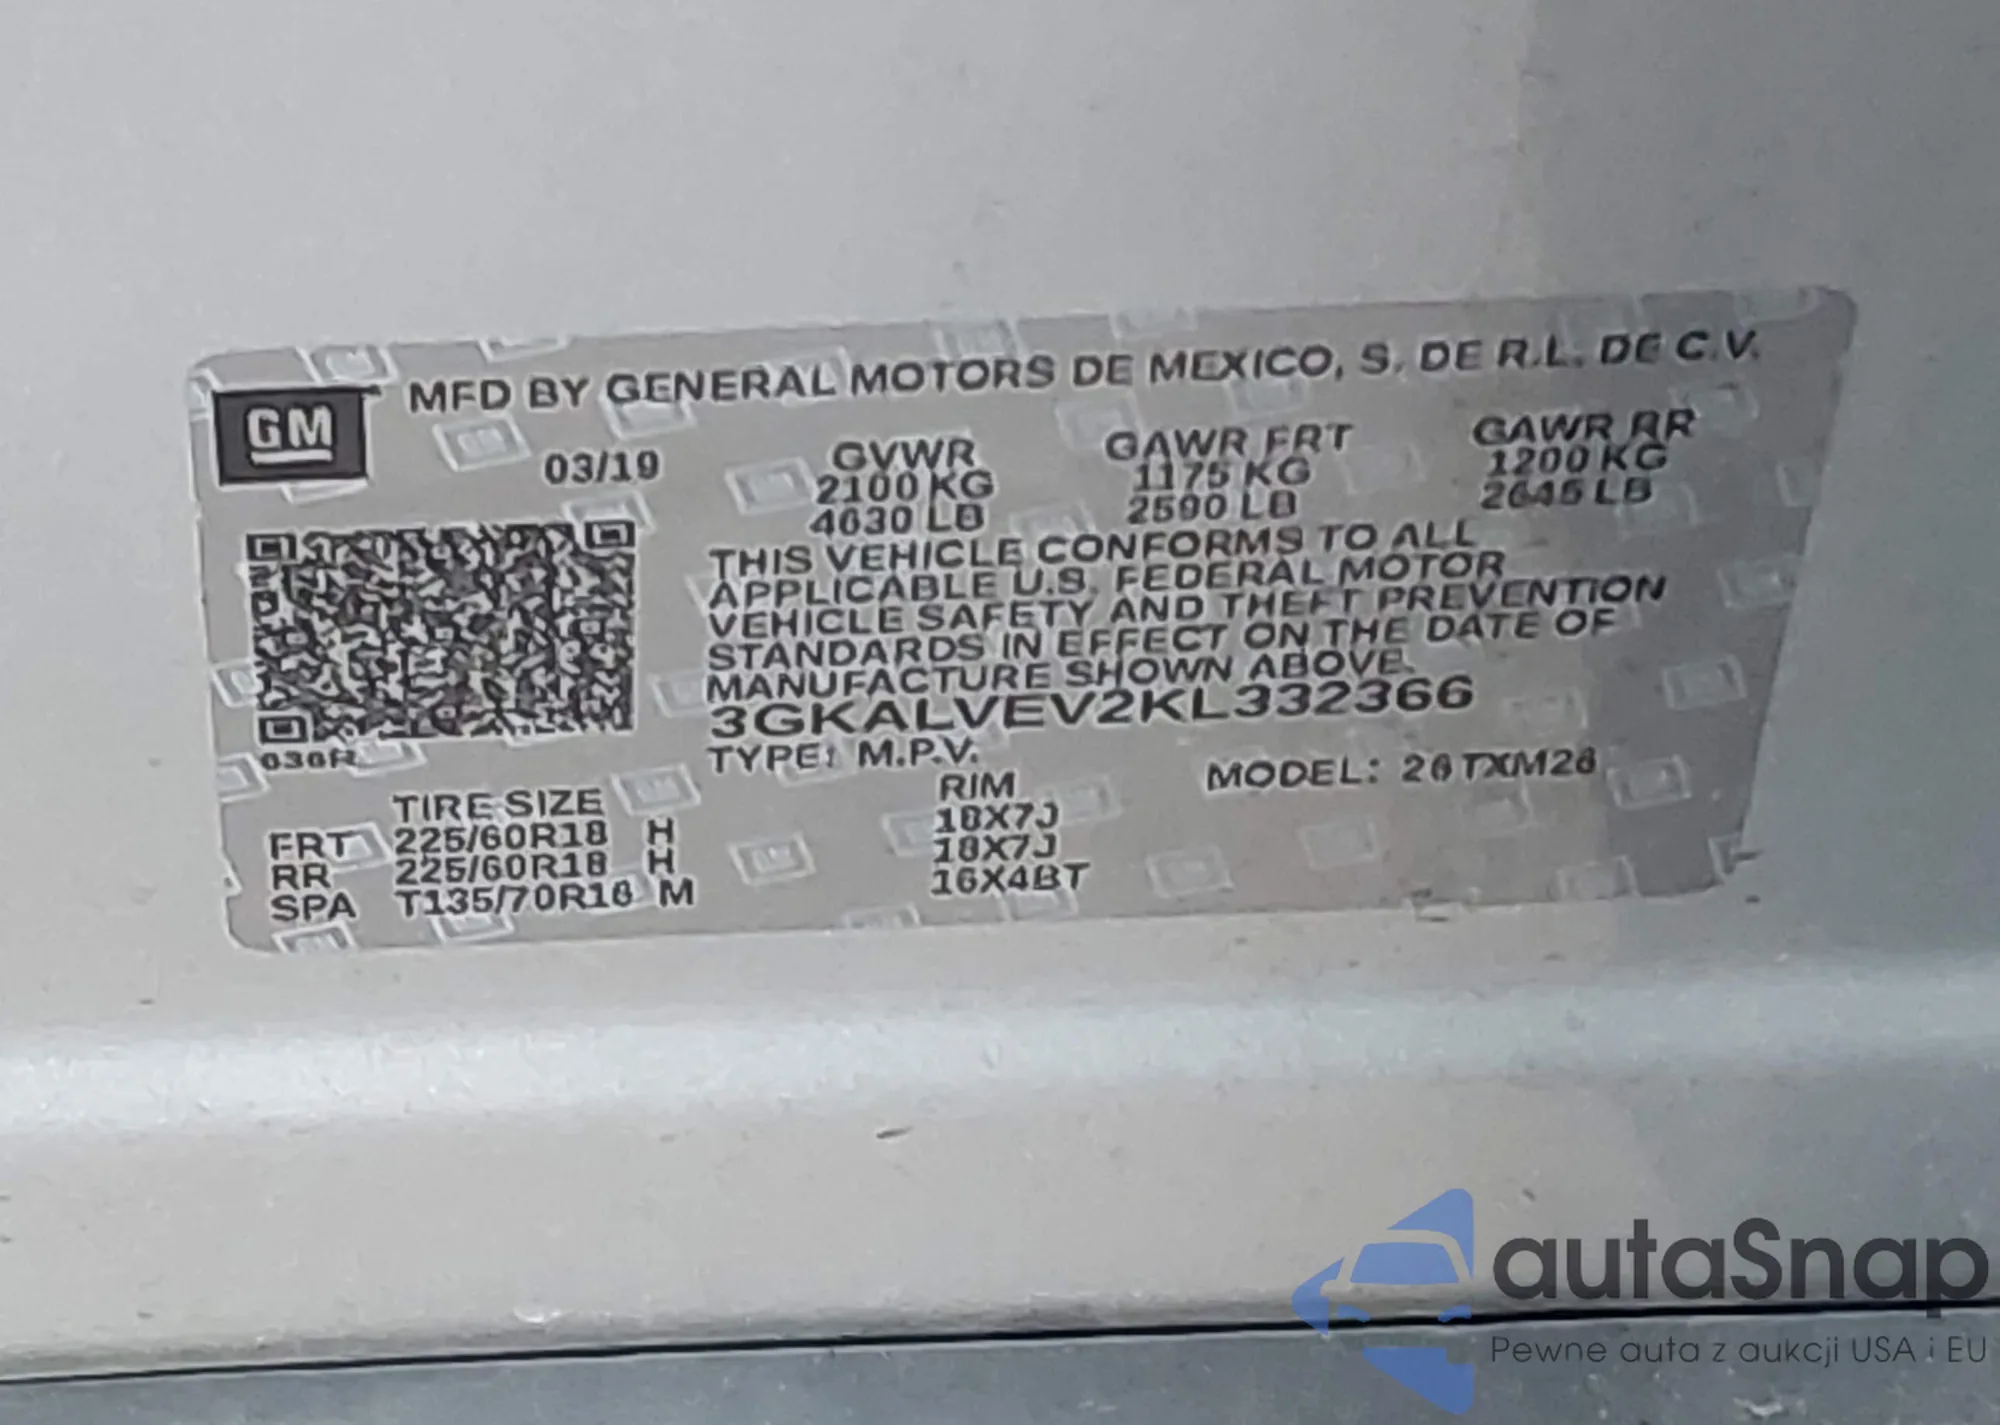 GM
MFD BY GENERAL MOTORS DE MEXICO, S. DE R.L. DE C.V.
03/19 GVWR GAWR FRT GAWR RR
2100 KG 1175 KG 1200 KG
4630 LB 2590 LB 2645 LB
THIS VEHICLE CONFORMS TO ALL
APPLICABLE U.S. FEDERAL MOTOR
VEHICLE SAFETY AND THEFT PREVENTION
STANDARDS IN EFFECT ON THE DATE OF
MANUFACTURE SHOWN ABOVE.
3GKALVEV2KL332366
TYPE: M.P.V. MODEL: 26TXM26
TIRE SIZE RIM
FRT 225/60R18 H 18X7J
RR 225/60R18 H 18X7J
SPA T135/70R16 M 16X4BT
autaSnap
Pewne auta z aukcji USA i EU